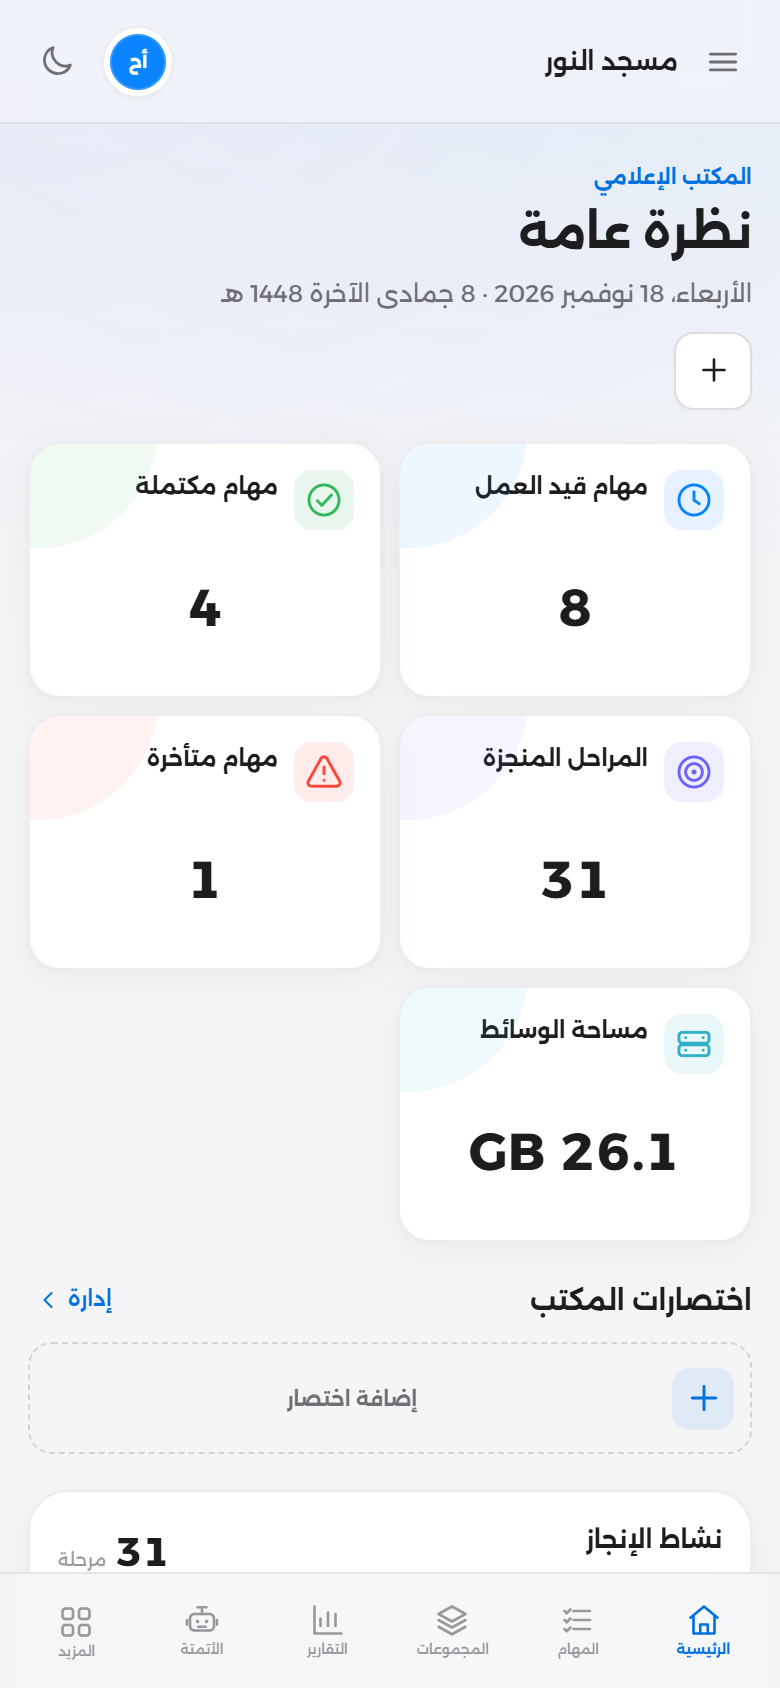 مسجد النور
أح
المكتب الإعلامي
نظرة عامة
الأربعاء، 18 نوفمبر 2026 · 8 جمادى الآخرة 1448 هـ
مهام قيد العمل
8
مهام مكتملة
4
المراحل المنجزة
31
مهام متأخرة
1
مساحة الوسائط
26.1 GB
اختصارات المكتب
إدارة
إضافة اختصار
نشاط الإنجاز
31 مرحلة
الرئيسية
المهام
المجموعات
التقارير
الأتمتة
المزيد